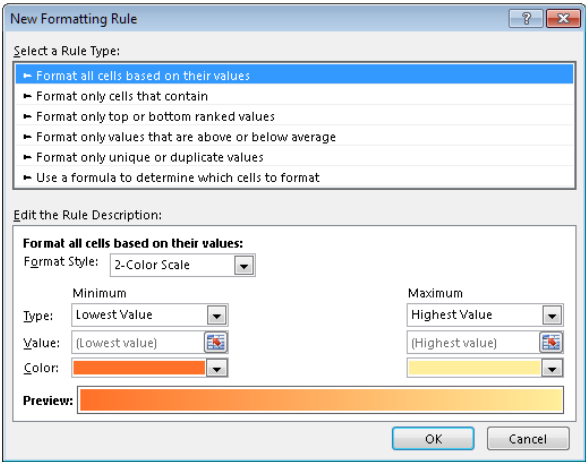 New Formatting Rule
Select a Rule Type:
► Format all cells based on their values
► Format only cells that contain
► Format only top or bottom ranked values
► Format only values that are above or below average
► Format only unique or duplicate values
► Use a formula to determine which cells to format
Edit the Rule Description:
Format all cells based on their values:
Format Style: 2-Color Scale
Minimum Maximum
Type: Lowest Value Highest Value
Value: (Lowest value) (Highest value)
Color:
Preview:
OK Cancel